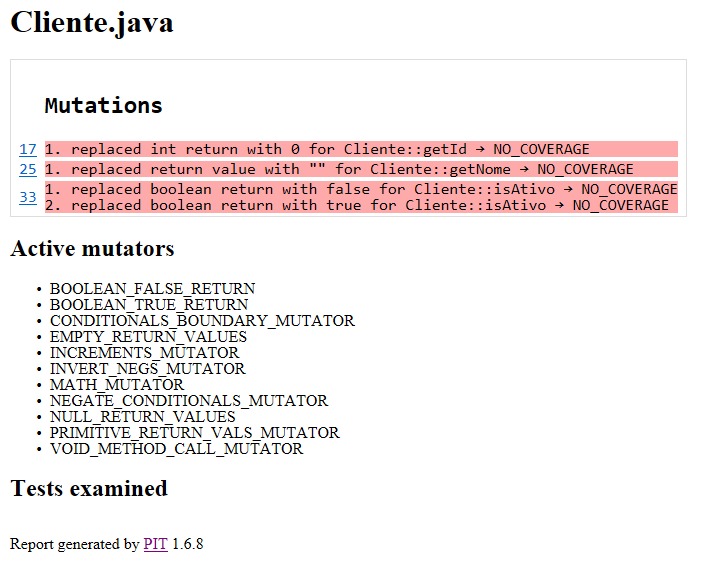 Cliente.java
Mutations
17 1. replaced int return with 0 for Cliente::getId → NO_COVERAGE
25 1. replaced return value with "" for Cliente::getNome → NO_COVERAGE
33 1. replaced boolean return with false for Cliente::isAtivo → NO_COVERAGE
2. replaced boolean return with true for Cliente::isAtivo → NO_COVERAGE
Active mutators
• BOOLEAN_FALSE_RETURN
• BOOLEAN_TRUE_RETURN
• CONDITIONALS_BOUNDARY_MUTATOR
• EMPTY_RETURN_VALUES
• INCREMENTS_MUTATOR
• INVERT_NEGS_MUTATOR
• MATH_MUTATOR
• NEGATE_CONDITIONALS_MUTATOR
• NULL_RETURN_VALUES
• PRIMITIVE_RETURN_VALS_MUTATOR
• VOID_METHOD_CALL_MUTATOR
Tests examined
Report generated by PIT 1.6.8